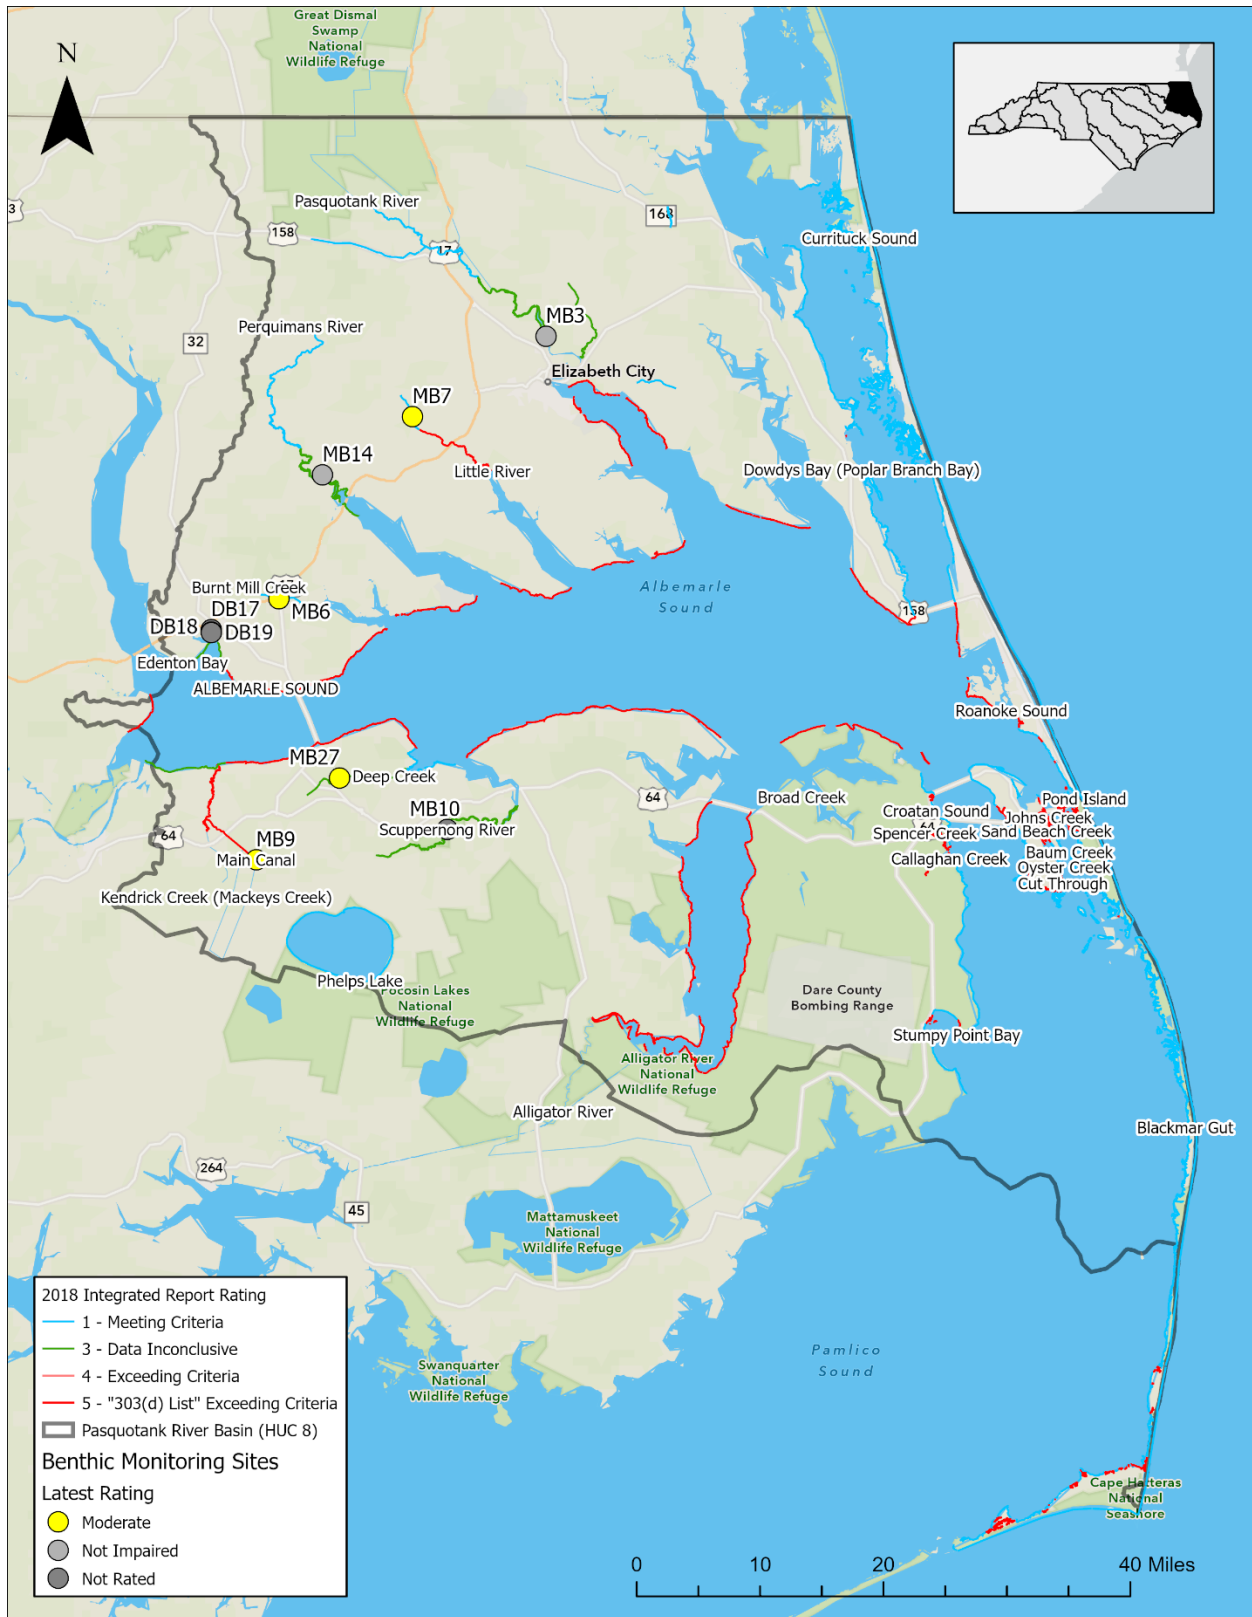 Great Dismal
Swamp
National
Wildlife Refuge
N
Pasquotank River
3
158
17
168
Currituck Sound
Perquimans River
32
MB3
Elizabeth City
MB7
MB14
Little River
Dowdys Bay (Poplar Branch Bay)
Albemarle
Sound
Burnt Mill Creek
17
DB17
MB6
DB18
DB19
158
Edenton Bay
ALBEMARLE SOUND
Roanoke Sound
MB27
Deep Creek
MB10
Scuppernong River
64
Broad Creek
Pond Island
Croatan Sound
Johns Creek
64
Spencer Creek
Sand Beach Creek
64
MB9
Main Canal
Callaghan Creek
Baum Creek
Oyster Creek
Cut Through
Kendrick Creek (Mackeys Creek)
Phelps Lake
Pocosin Lakes
National
Wildlife Refuge
Dare County
Bombing Range
Stumpy Point Bay
Alligator River
National
Wildlife Refuge
Alligator River
Blackmar Gut
264
45
Mattamuskeet
National
Wildlife Refuge
Pamlico
Sound
Swanquarter
National
Wildlife Refuge
Cape Hatteras
National
Seashore
2018 Integrated Report Rating
1 - Meeting Criteria
3 - Data Inconclusive
4 - Exceeding Criteria
5 - "303(d) List" Exceeding Criteria
Pasquotank River Basin (HUC 8)
Benthic Monitoring Sites
Latest Rating
Moderate
Not Impaired
Not Rated
0 10 20 40 Miles